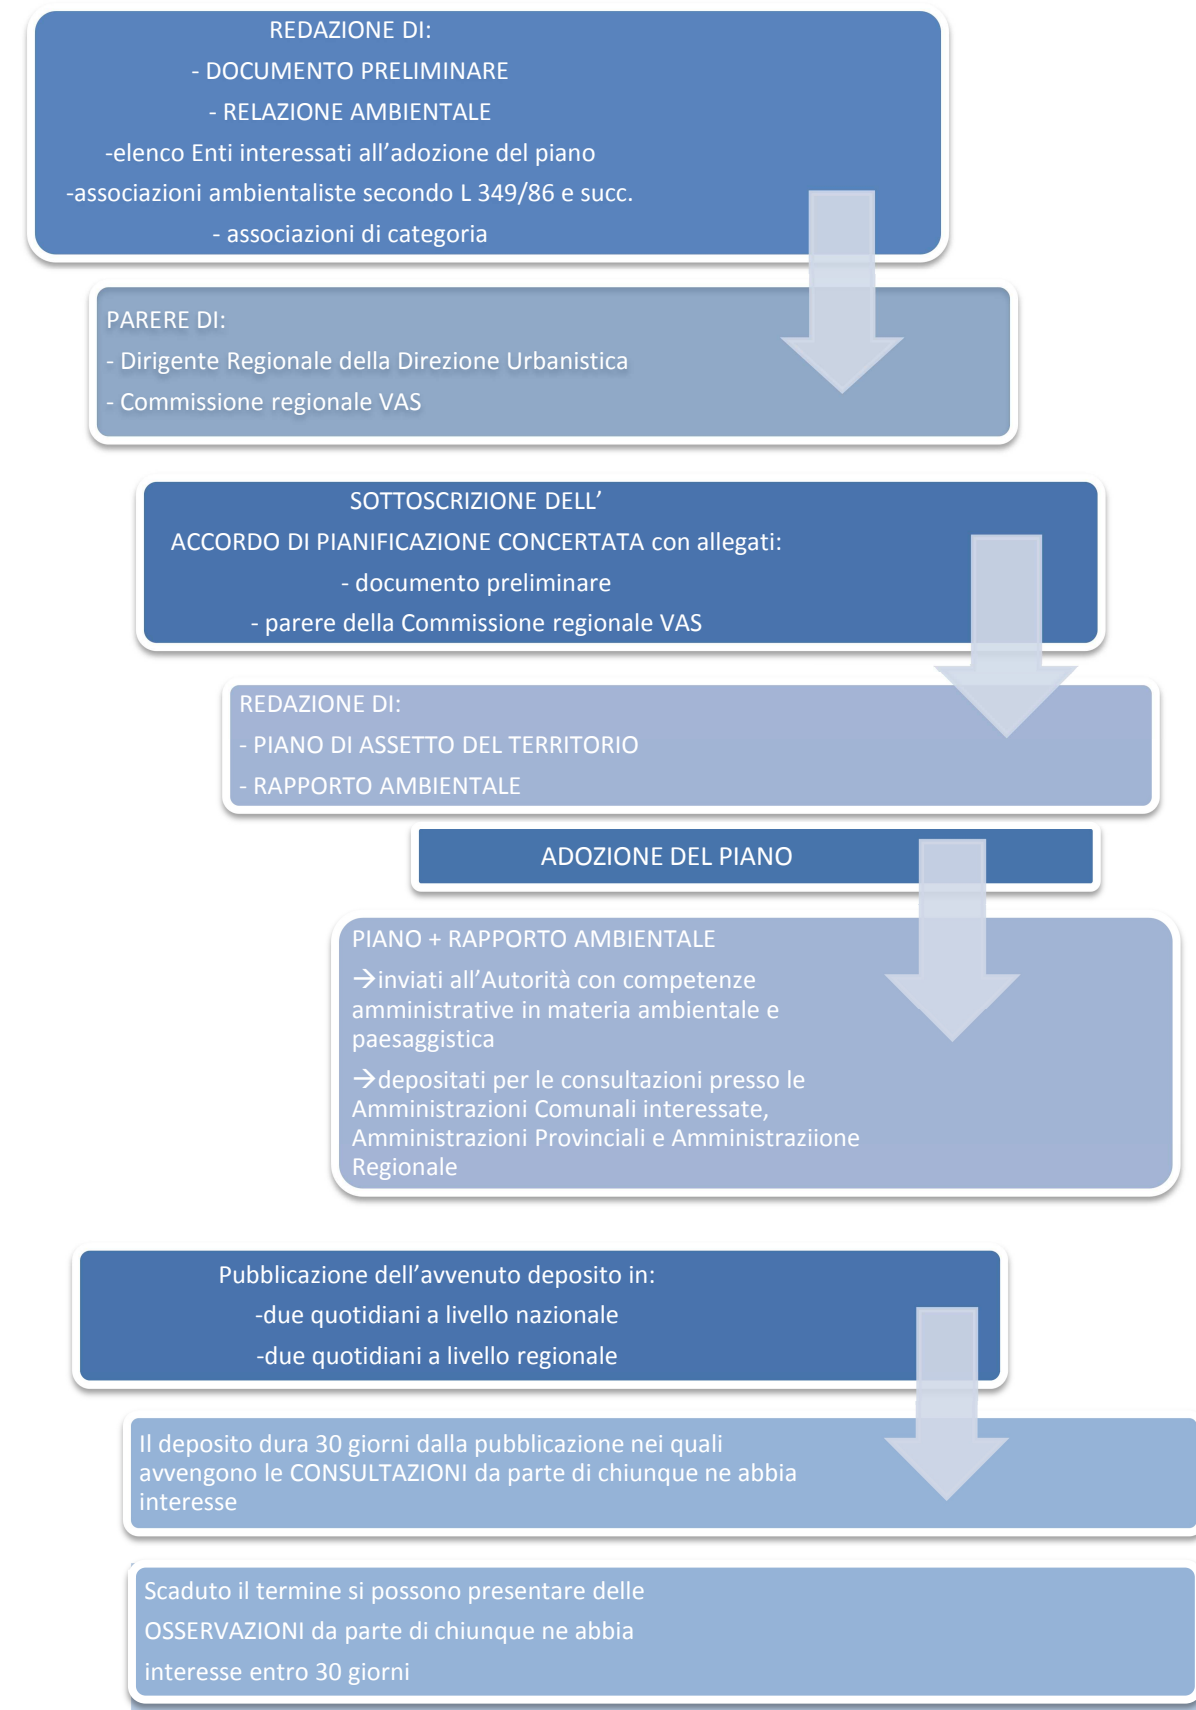 REDAZIONE DI:
- DOCUMENTO PRELIMINARE
- RELAZIONE AMBIENTALE
-elenco Enti interessati all’adozione del piano
-associazioni ambientaliste secondo L 349/86 e succ.
- associazioni di categoria
PARERE DI:
- Dirigente Regionale della Direzione Urbanistica
- Commissione regionale VAS
SOTTOSCRIZIONE DELL’
ACCORDO DI PIANIFICAZIONE CONCERTATA con allegati:
- documento preliminare
- parere della Commissione regionale VAS
REDAZIONE DI:
- PIANO DI ASSETTO DEL TERRITORIO
- RAPPORTO AMBIENTALE
ADOZIONE DEL PIANO
PIANO + RAPPORTO AMBIENTALE
→inviati all’Autorità con competenze
amministrative in materia ambientale e
paesaggistica
→depositati per le consultazioni presso le
Amministrazioni Comunali interessate,
Amministrazioni Provinciali e Amministraziione
Regionale
Pubblicazione dell’avvenuto deposito in:
-due quotidiani a livello nazionale
-due quotidiani a livello regionale
Il deposito dura 30 giorni dalla pubblicazione nei quali
avvengono le CONSULTAZIONI da parte di chiunque ne abbia
interesse
Scaduto il termine si possono presentare delle
OSSERVAZIONI da parte di chiunque ne abbia
interesse entro 30 giorni